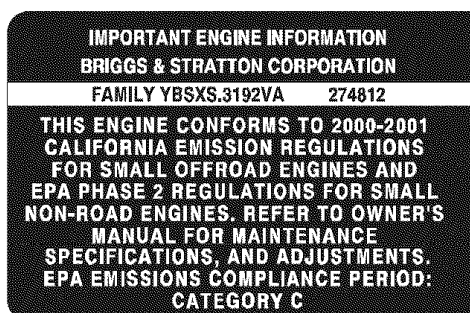 IMPORTANT ENGINE INFORMATION
BRIGGS & STRATTON CORPORATION
FAMILY YBSXS.3192VA 274812
THIS ENGINE CONFORMS TO 2000-2001
CALIFORNIA EMISSION REGULATIONS
FOR SMALL OFFROAD ENGINES AND
EPA PHASE 2 REGULATIONS FOR SMALL
NON-ROAD ENGINES. REFER TO OWNER'S
MANUAL FOR MAINTENANCE
SPECIFICATIONS, AND ADJUSTMENTS.
EPA EMISSIONS COMPLIANCE PERIOD:
CATEGORY C